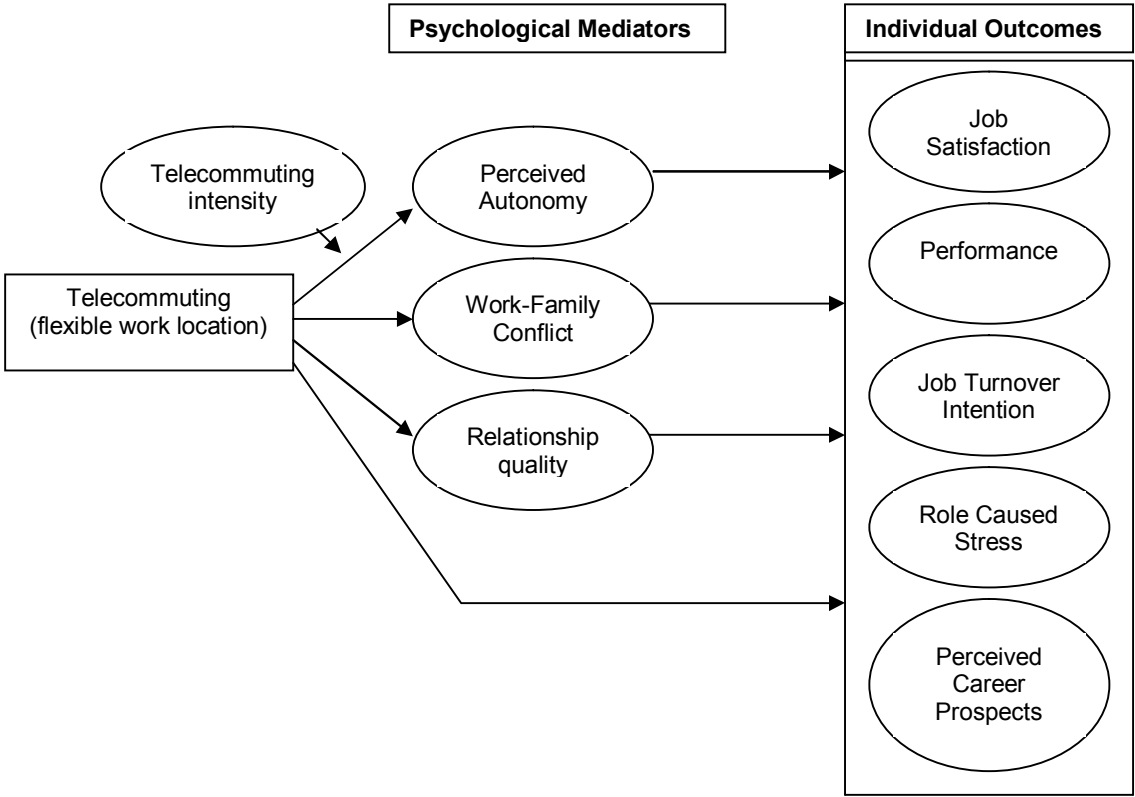 Psychological Mediators
Individual Outcomes
Telecommuting
intensity
Telecommuting
(flexible work location)
Perceived
Autonomy
Work-Family
Conflict
Relationship
quality
Job
Satisfaction
Performance
Job Turnover
Intention
Role Caused
Stress
Perceived
Career
Prospects